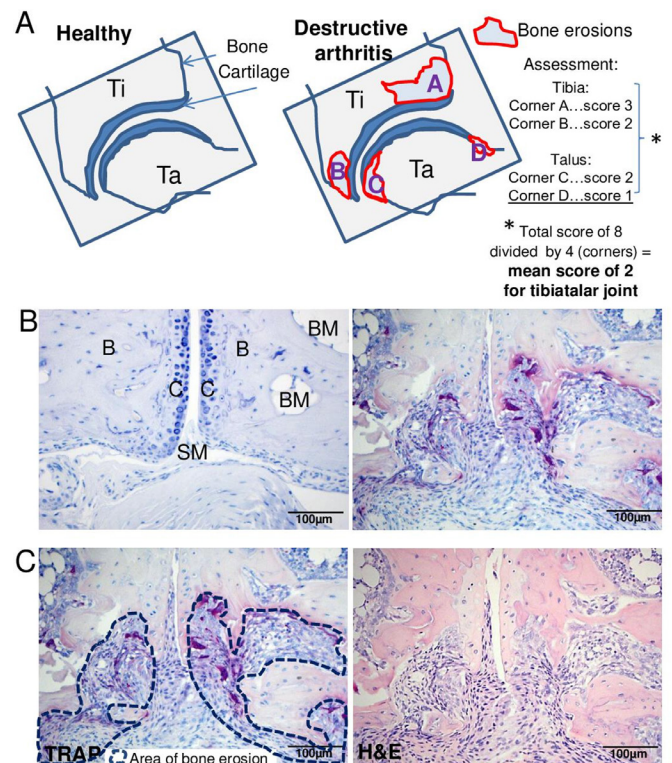 A
Healthy
Bone
Cartilage
Ti
Ta
Destructive
arthritis
Ti
A
B
C
D
Ta
Bone erosions
Assessment:
Tibia:
Corner A...score 3
Corner B...score 2
Talus:
Corner C...score 2
Corner D...score 1
*
* Total score of 8
divided by 4 (corners) =
mean score of 2
for tibiatalar joint
B
B
B
BM
C
C
BM
SM
100µm
100µm
C
TRAP
Area of bone erosion
100µm
H&E
100µm